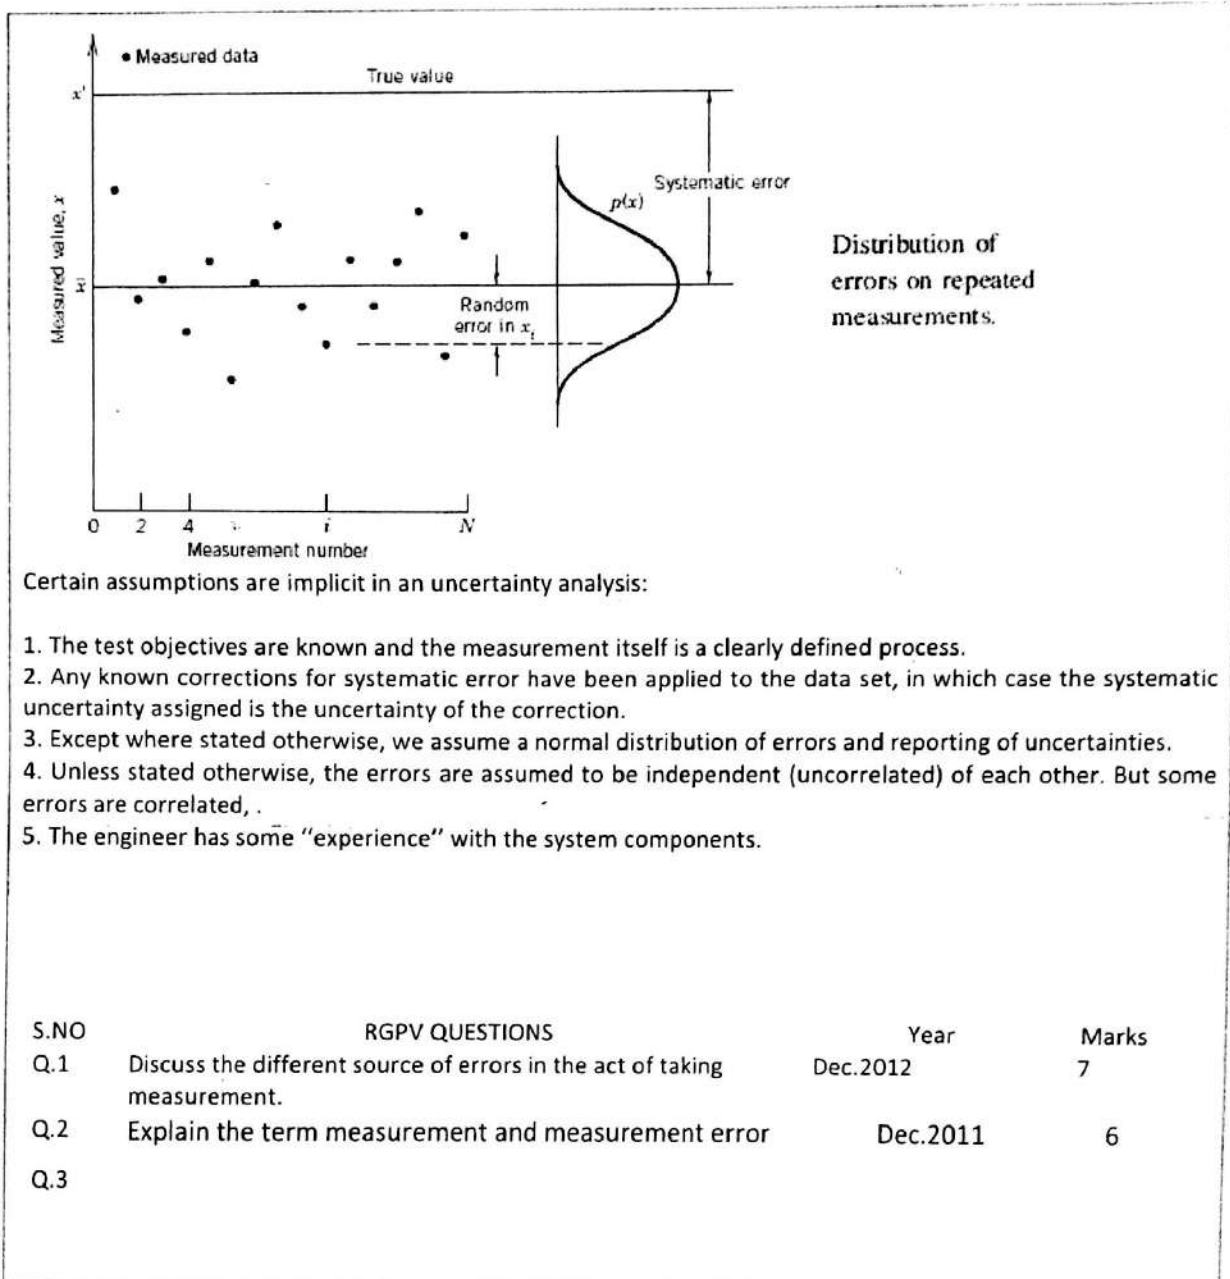 • Measured data
True value
x'
Systematic error
p(x)
Measured value, x
x̄
Random
error in xᵢ
Distribution of
errors on repeated
measurements.
0 2 4 i N
Measurement number
Certain assumptions are implicit in an uncertainty analysis:
1. The test objectives are known and the measurement itself is a clearly defined process.
2. Any known corrections for systematic error have been applied to the data set, in which case the systematic
uncertainty assigned is the uncertainty of the correction.
3. Except where stated otherwise, we assume a normal distribution of errors and reporting of uncertainties.
4. Unless stated otherwise, the errors are assumed to be independent (uncorrelated) of each other. But some
errors are correlated, .
5. The engineer has some "experience" with the system components.
S.NO RGPV QUESTIONS Year Marks
Q.1 Discuss the different source of errors in the act of taking Dec.2012 7
measurement.
Q.2 Explain the term measurement and measurement error Dec.2011 6
Q.3